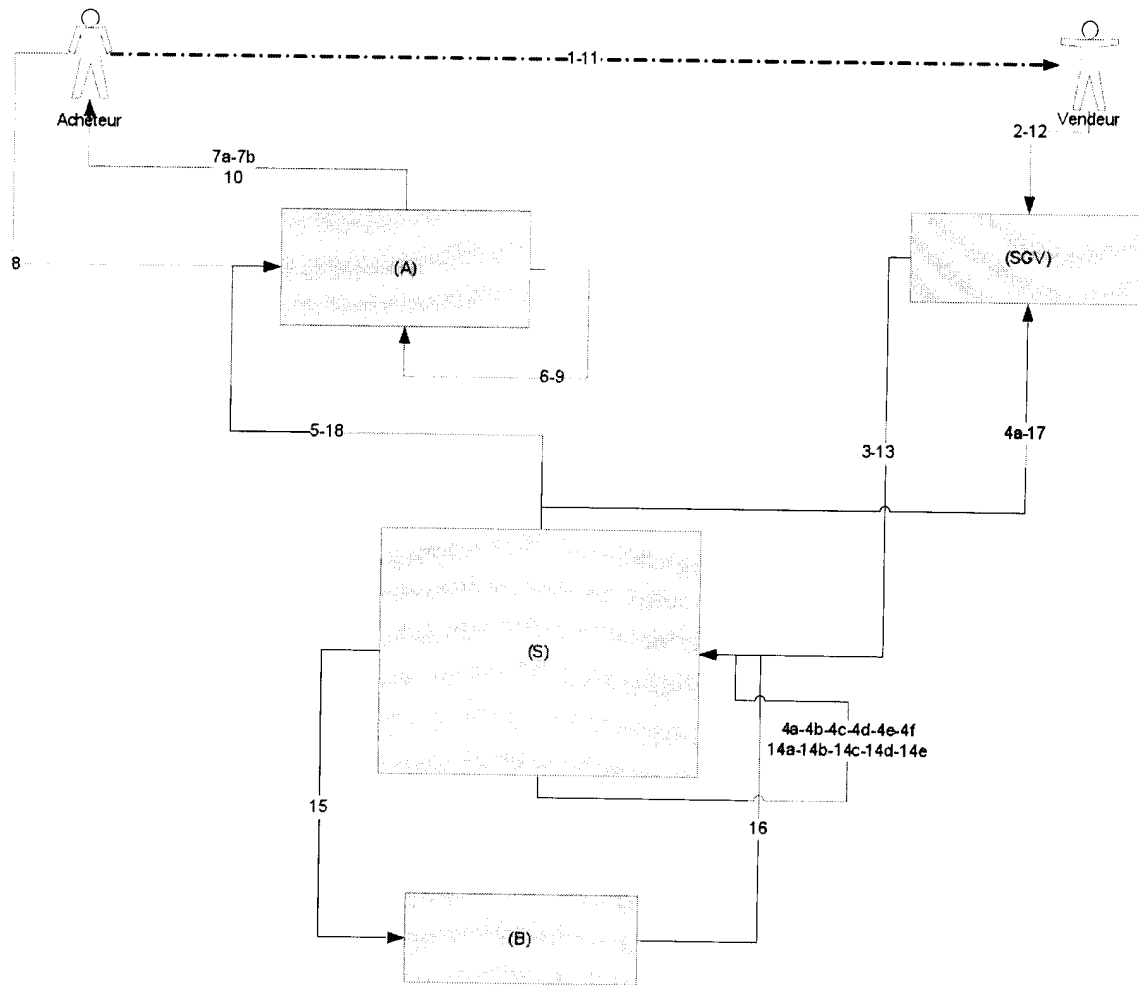 1-11
Acheteur
Vendeur
2-12
7a-7b
10
(SGV)
8
(A)
6-9
5-18
4a-17
3-13
(S)
4a-4b-4c-4d-4e-4f
14a-14b-14c-14d-14e
15
16
(B)